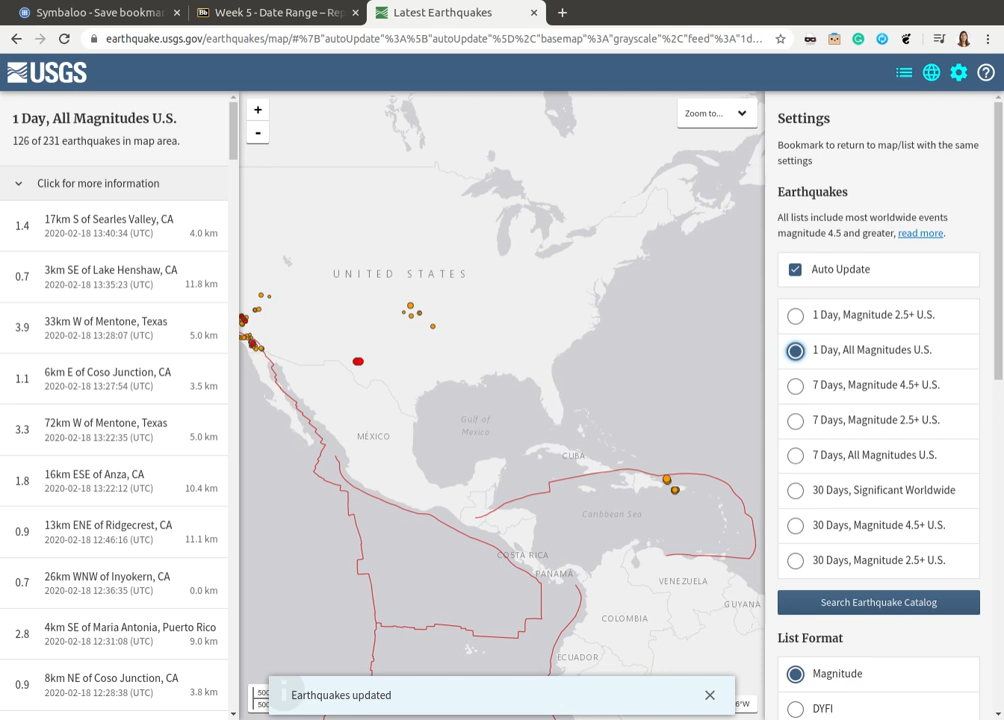 Symbaloo - Save bookmar
Bb
Week 5 - Date Range – Rep
Latest Earthquakes
earthquake.usgs.gov/earthquakes/map/#%7B"autoUpdate"%3A%5B"autoUpdate"%5D%2C"basemap"%3A"grayscale"%2C"feed"%3A"1d...
USGS
1 Day, All Magnitudes U.S.
126 of 231 earthquakes in map area.
Click for more information
1.4
17km S of Searles Valley, CA
2020-02-18 13:40:34 (UTC) 4.0 km
0.7
3km SE of Lake Henshaw, CA
2020-02-18 13:35:23 (UTC) 11.8 km
3.9
33km W of Mentone, Texas
2020-02-18 13:28:07 (UTC) 5.0 km
1.1
6km E of Coso Junction, CA
2020-02-18 13:27:54 (UTC) 3.5 km
3.3
72km W of Mentone, Texas
2020-02-18 13:22:35 (UTC) 5.0 km
1.8
16km ESE of Anza, CA
2020-02-18 13:22:12 (UTC) 10.4 km
0.9
13km ENE of Ridgecrest, CA
2020-02-18 12:46:16 (UTC) 11.1 km
0.7
26km WNW of Inyokern, CA
2020-02-18 12:36:35 (UTC) 0.0 km
2.8
4km SE of Maria Antonia, Puerto Rico
2020-02-18 12:31:08 (UTC) 9.0 km
0.9
8km NE of Coso Junction, CA
2020-02-18 12:28:38 (UTC) 3.8 km
+
-
Zoom to...
UNITED STATES
Gulf of
Mexico
MÉXICO
CUBA
Caribbean Sea
COSTA RICA
PANAMÁ
VENEZUELA
GUYANA
COLOMBIA
ECUADOR
500
500
6°W
Earthquakes updated
Settings
Bookmark to return to map/list with the same
settings
Earthquakes
All lists include most worldwide events
magnitude 4.5 and greater, read more.
Auto Update
1 Day, Magnitude 2.5+ U.S.
1 Day, All Magnitudes U.S.
7 Days, Magnitude 4.5+ U.S.
7 Days, Magnitude 2.5+ U.S.
7 Days, All Magnitudes U.S.
30 Days, Significant Worldwide
30 Days, Magnitude 4.5+ U.S.
30 Days, Magnitude 2.5+ U.S.
Search Earthquake Catalog
List Format
Magnitude
DYFI